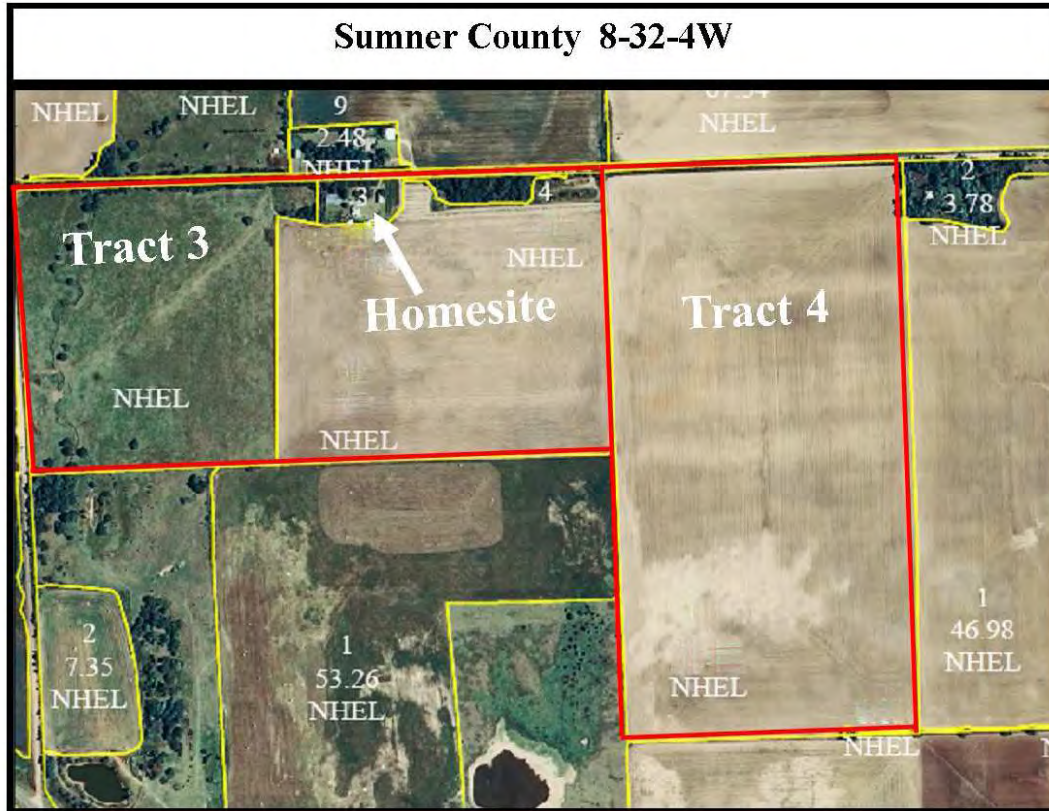 Sumner County 8-32-4W
NHEL
NHEL
9
2.48
NHEL
67.54
NHEL
3
4
2
3.78
NHEL
Tract 3
NHEL
Homesite
Tract 4
NHEL
NHEL
2
7.35
NHEL
1
53.26
NHEL
NHEL
1
46.98
NHEL
NHEL